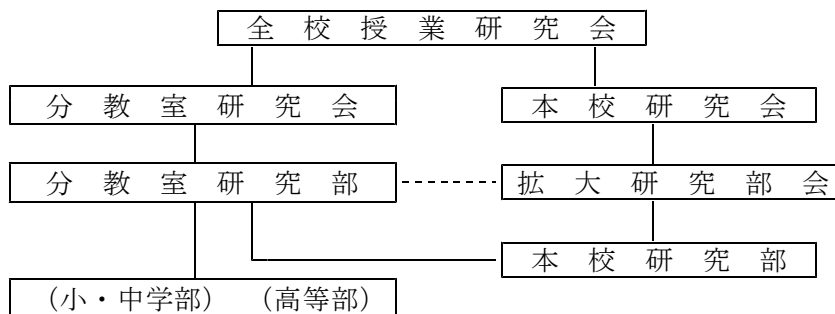 全校授業研究会
分教室研究会
本校研究会
分教室研究部
拡大研究部会
本校研究部
（小・中学部）　（高等部）